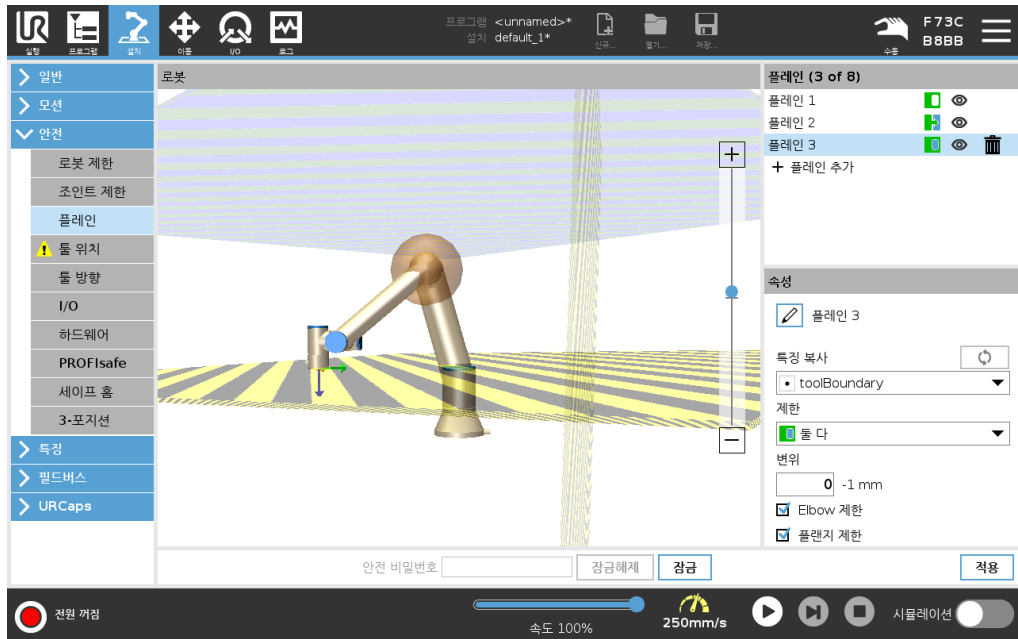 UR
실행
프로그램
설치
이동
I/O
로그
프로그램 <unnamed>*
설치 default_1*
신규...
열기...
저장...
수동
F73C
B8BB
일반
모션
안전
로봇 제한
조인트 제한
플레인
툴 위치
툴 방향
I/O
하드웨어
PROFIsafe
세이프 홈
3-포지션
특징
필드버스
URCaps
로봇
플레인 (3 of 8)
플레인 1
플레인 2
플레인 3
+ 플레인 추가
속성
플레인 3
특징 복사
toolBoundary
제한
둘 다
변위
0 -1 mm
Elbow 제한
플랜지 제한
안전 비밀번호
잠금해제
잠금
적용
전원 꺼짐
속도 100%
250mm/s
시뮬레이션